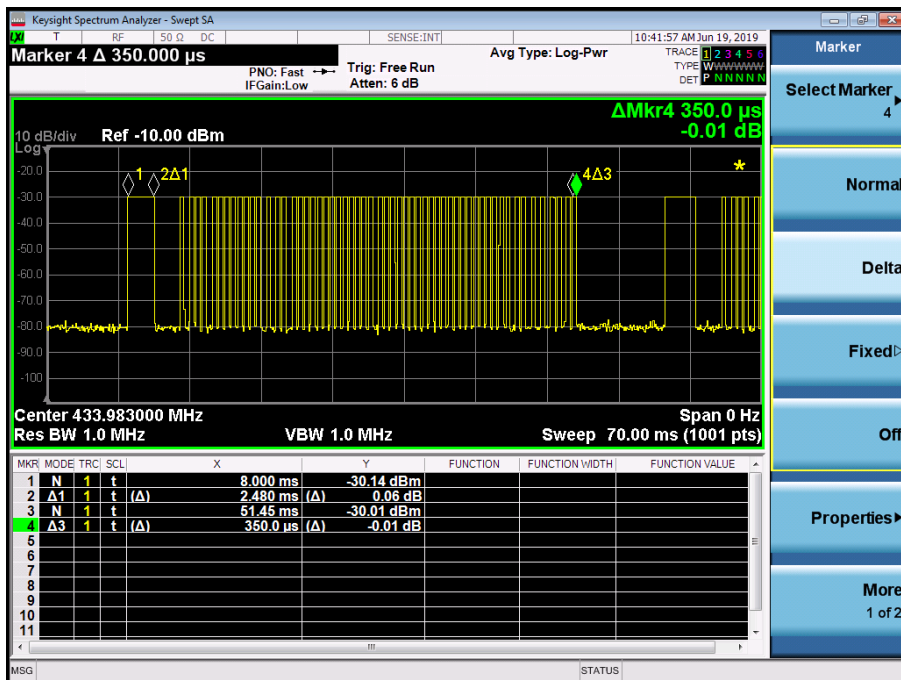 Keysight Spectrum Analyzer - Swept SA
LXI T RF 50 Ω DC SENSE:INT 10:41:57 AM Jun 19, 2019
Marker 4 Δ 350.000 µs
PNO: Fast
IFGain:Low
Trig: Free Run
Atten: 6 dB
Avg Type: Log-Pwr
TRACE 1 2 3 4 5 6
TYPE W W W W W W
DET P N N N N N
ΔMkr4 350.0 µs
-0.01 dB
10 dB/div Ref -10.00 dBm
Log
1 2Δ1 4Δ3
-20.0
-30.0
-40.0
-50.0
-60.0
-70.0
-80.0
-90.0
-100
Center 433.983000 MHz Span 0 Hz
Res BW 1.0 MHz VBW 1.0 MHz Sweep 70.00 ms (1001 pts)
MKR MODE TRC SCL X Y FUNCTION FUNCTION WIDTH FUNCTION VALUE
1 N 1 t 8.000 ms -30.14 dBm
2 Δ1 1 t (Δ) 2.480 ms (Δ) 0.06 dB
3 N 1 t 51.45 ms -30.01 dBm
4 Δ3 1 t (Δ) 350.0 µs (Δ) -0.01 dB
5
6
7
8
9
10
11
MSG STATUS
Marker
Select Marker
4
Normal
Delta
Fixed
Off
Properties
More
1 of 2